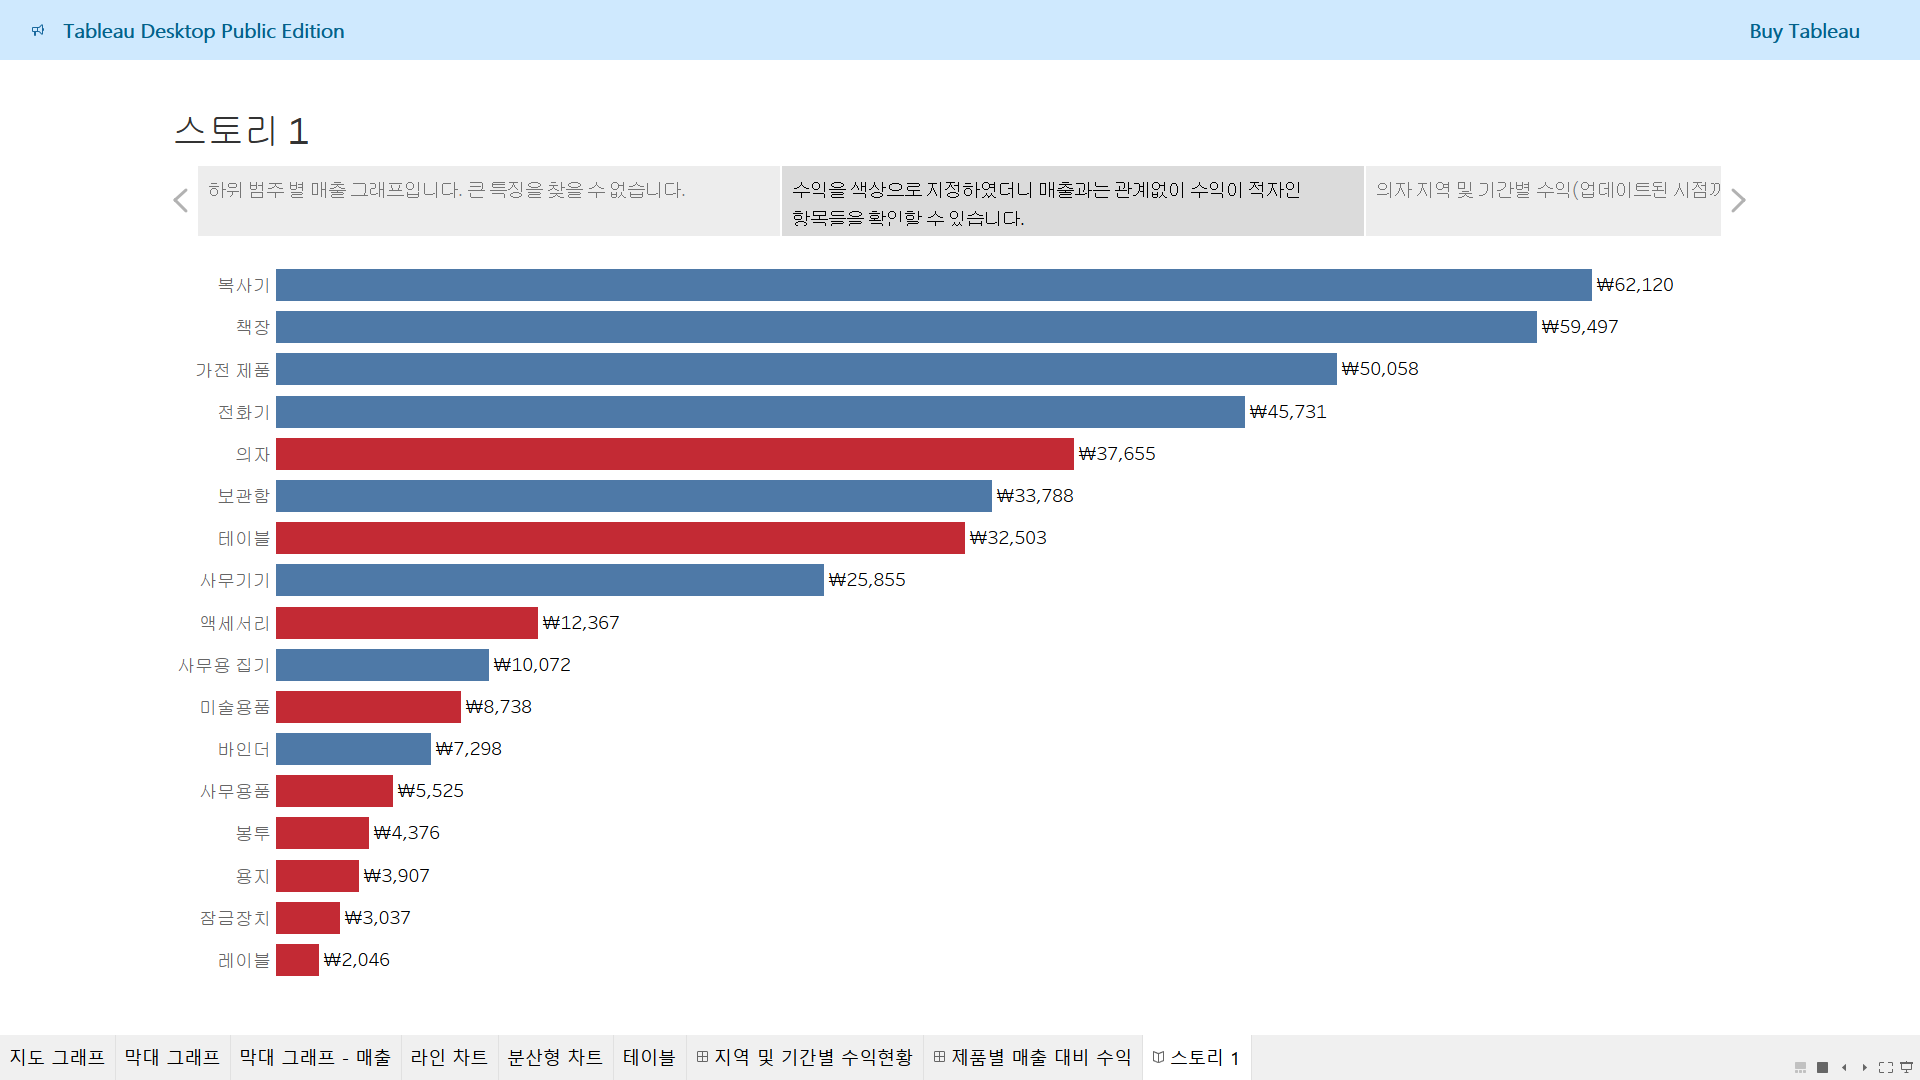 Tableau Desktop Public Edition
Buy Tableau
스토리 1
하위 범주 별 매출 그래프입니다. 큰 특징을 찾을 수 없습니다.
수익을 색상으로 지정하였더니 매출과는 관계없이 수익이 적자인
항목들을 확인할 수 있습니다.
의자 지역 및 기간별 수익(업데이트된 시점
복사기 ₩62,120
책장 ₩59,497
가전 제품 ₩50,058
전화기 ₩45,731
의자 ₩37,655
보관함 ₩33,788
테이블 ₩32,503
사무기기 ₩25,855
액세서리 ₩12,367
사무용 집기 ₩10,072
미술용품 ₩8,738
바인더 ₩7,298
사무용품 ₩5,525
봉투 ₩4,376
용지 ₩3,907
잠금장치 ₩3,037
레이블 ₩2,046
지도 그래프 막대 그래프 막대 그래프 - 매출 라인 차트 분산형 차트 테이블 지역 및 기간별 수익현황 제품별 매출 대비 수익 스토리 1